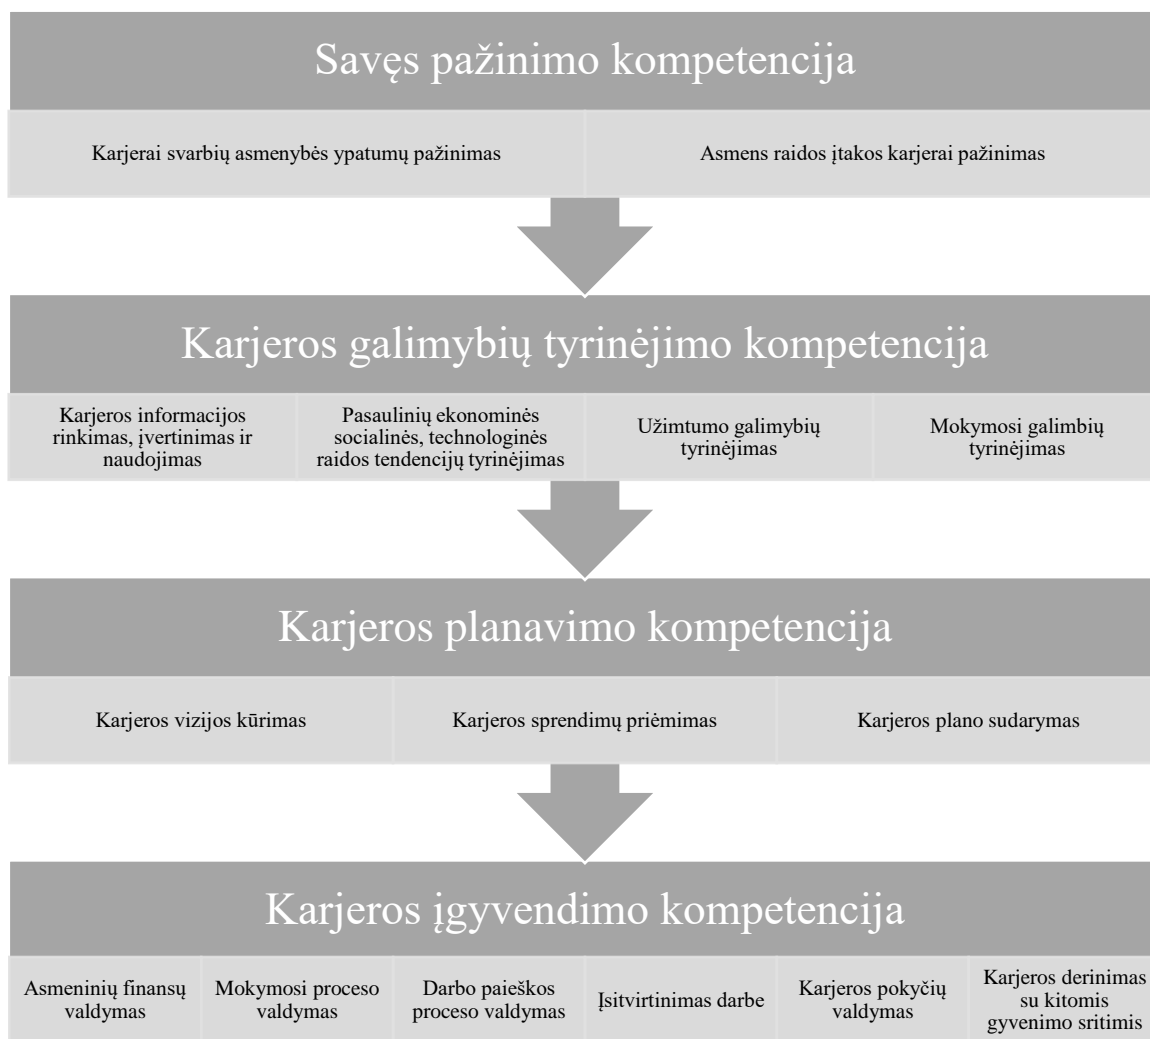 Savęs pažinimo kompetencija
Karjerai svarbių asmenybės ypatumų pažinimas
Asmens raidos įtakos karjerai pažinimas
Karjeros galimybių tyrinėjimo kompetencija
Karjeros informacijos
rinkimas, įvertinimas ir
naudojimas
Pasaulinių ekonominės
socialinės, technologinės
raidos tendencijų tyrinėjimas
Užimtumo galimybių
tyrinėjimas
Mokymosi galimbių
tyrinėjimas
Karjeros planavimo kompetencija
Karjeros vizijos kūrimas
Karjeros sprendimų priėmimas
Karjeros plano sudarymas
Karjeros įgyvendimo kompetencija
Asmeninių finansų
valdymas
Mokymosi proceso
valdymas
Darbo paieškos
proceso valdymas
Įsitvirtinimas darbe
Karjeros pokyčių
valdymas
Karjeros derinimas
su kitomis
gyvenimo sritimis